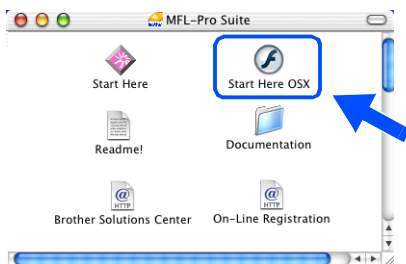 MFL-Pro Suite
Start Here
Start Here OSX
Readme!
Documentation
@
HTTP
@
HTTP
Brother Solutions Center
On-Line Registration